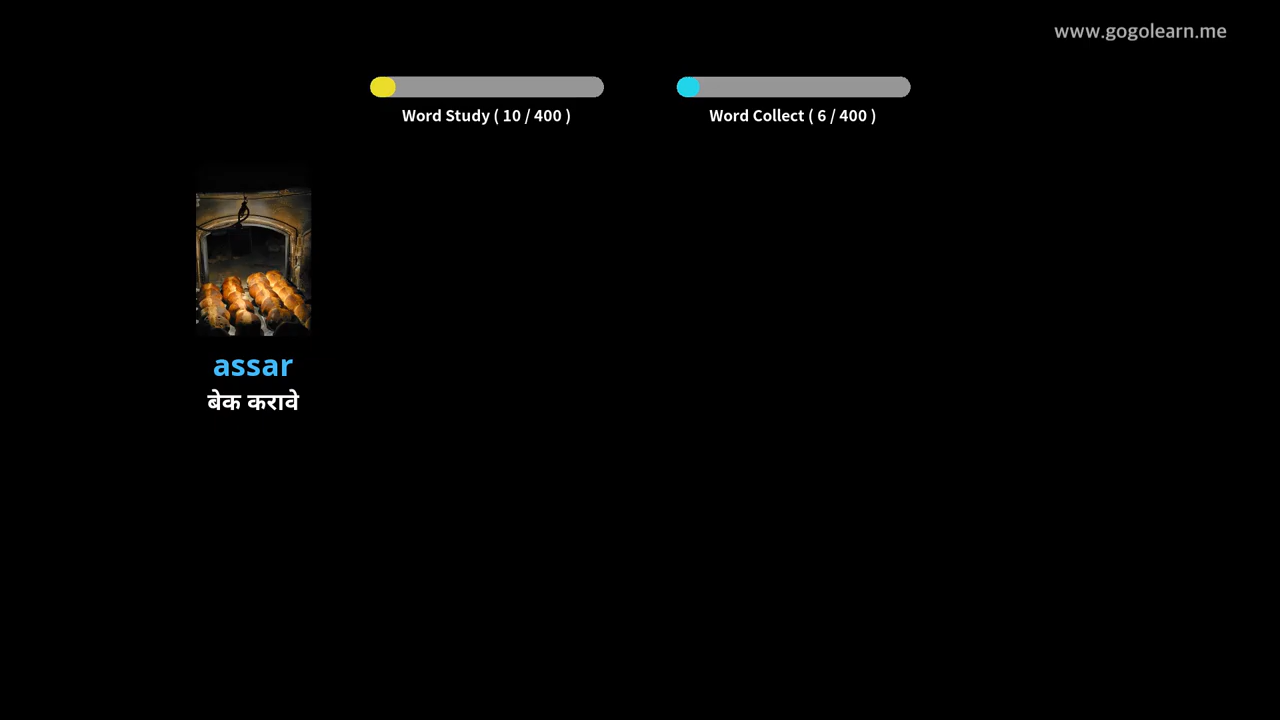 www.gogolearn.me
Word Study ( 10 / 400 )
Word Collect ( 6 / 400 )
assar
बेक करावे